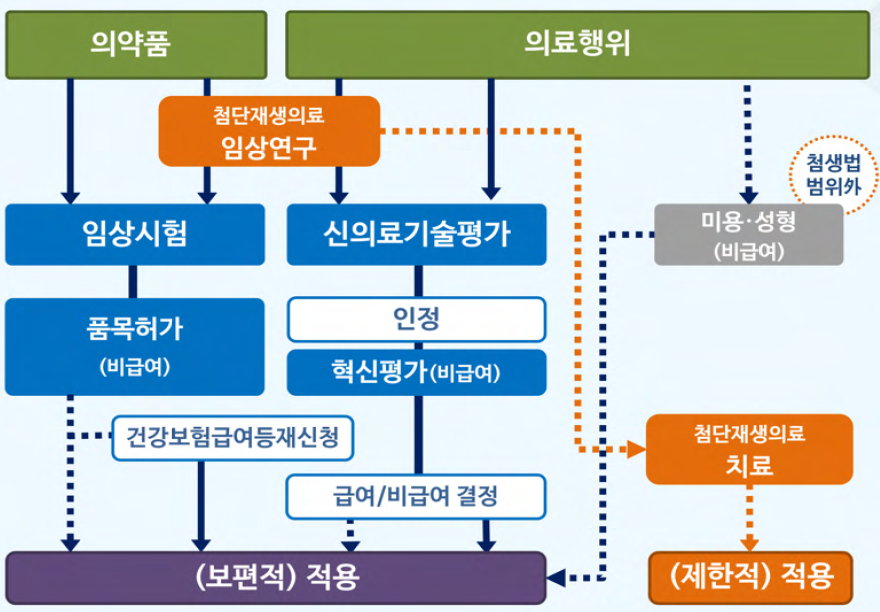 의약품
의료행위
첨단재생의료
임상연구
첨생법
범위外
임상시험
신의료기술평가
미용·성형
(비급여)
품목허가
(비급여)
인정
혁신평가(비급여)
건강보험급여등재신청
첨단재생의료
치료
급여/비급여 결정
(보편적) 적용
(제한적) 적용